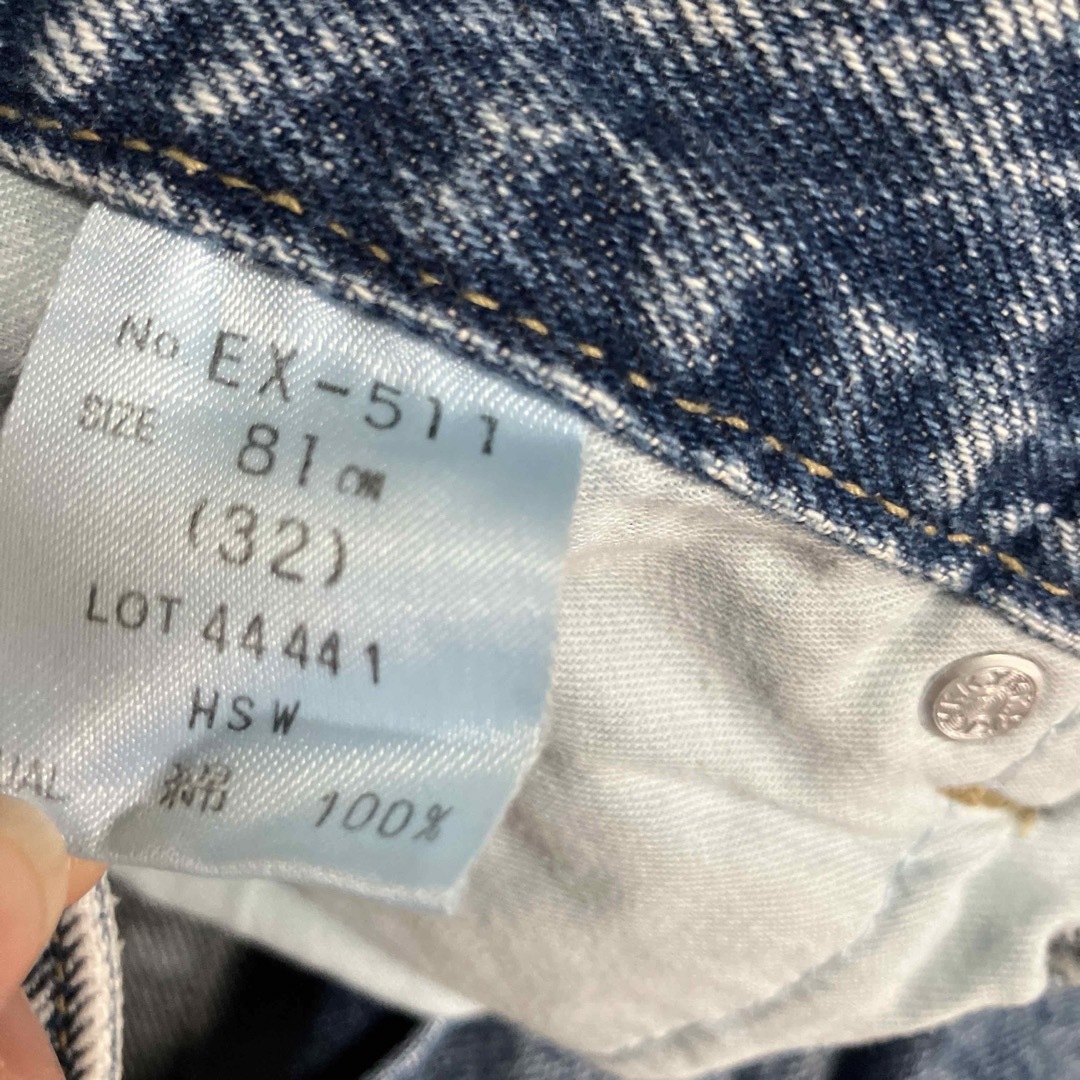 No EX-511
SIZE 81cm
(32)
LOT 44441
HSW
綿 100%